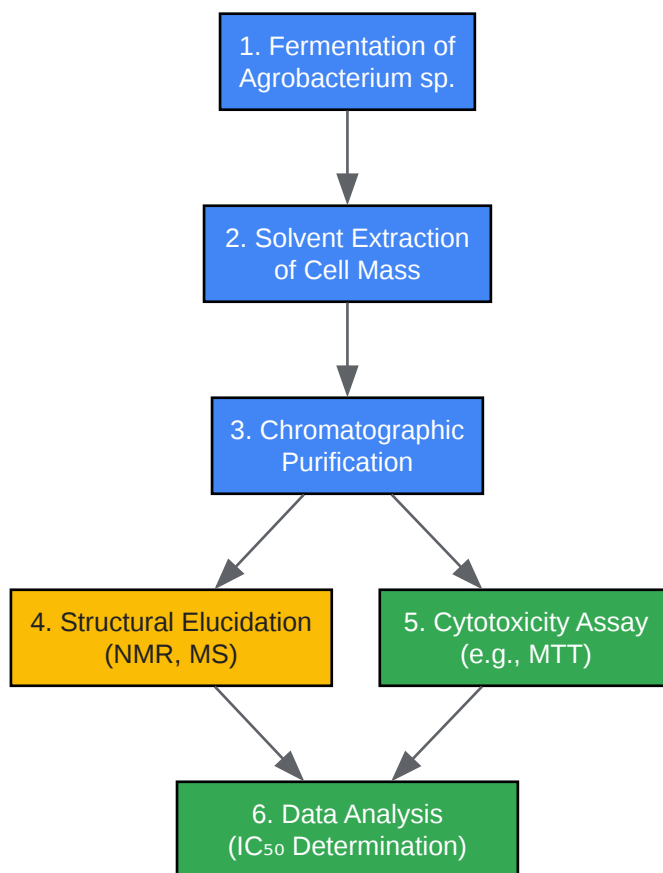 1. Fermentation of
Agrobacterium sp.
2. Solvent Extraction
of Cell Mass
3. Chromatographic
Purification
4. Structural Elucidation
(NMR, MS)
5. Cytotoxicity Assay
(e.g., MTT)
6. Data Analysis
(IC₅₀ Determination)